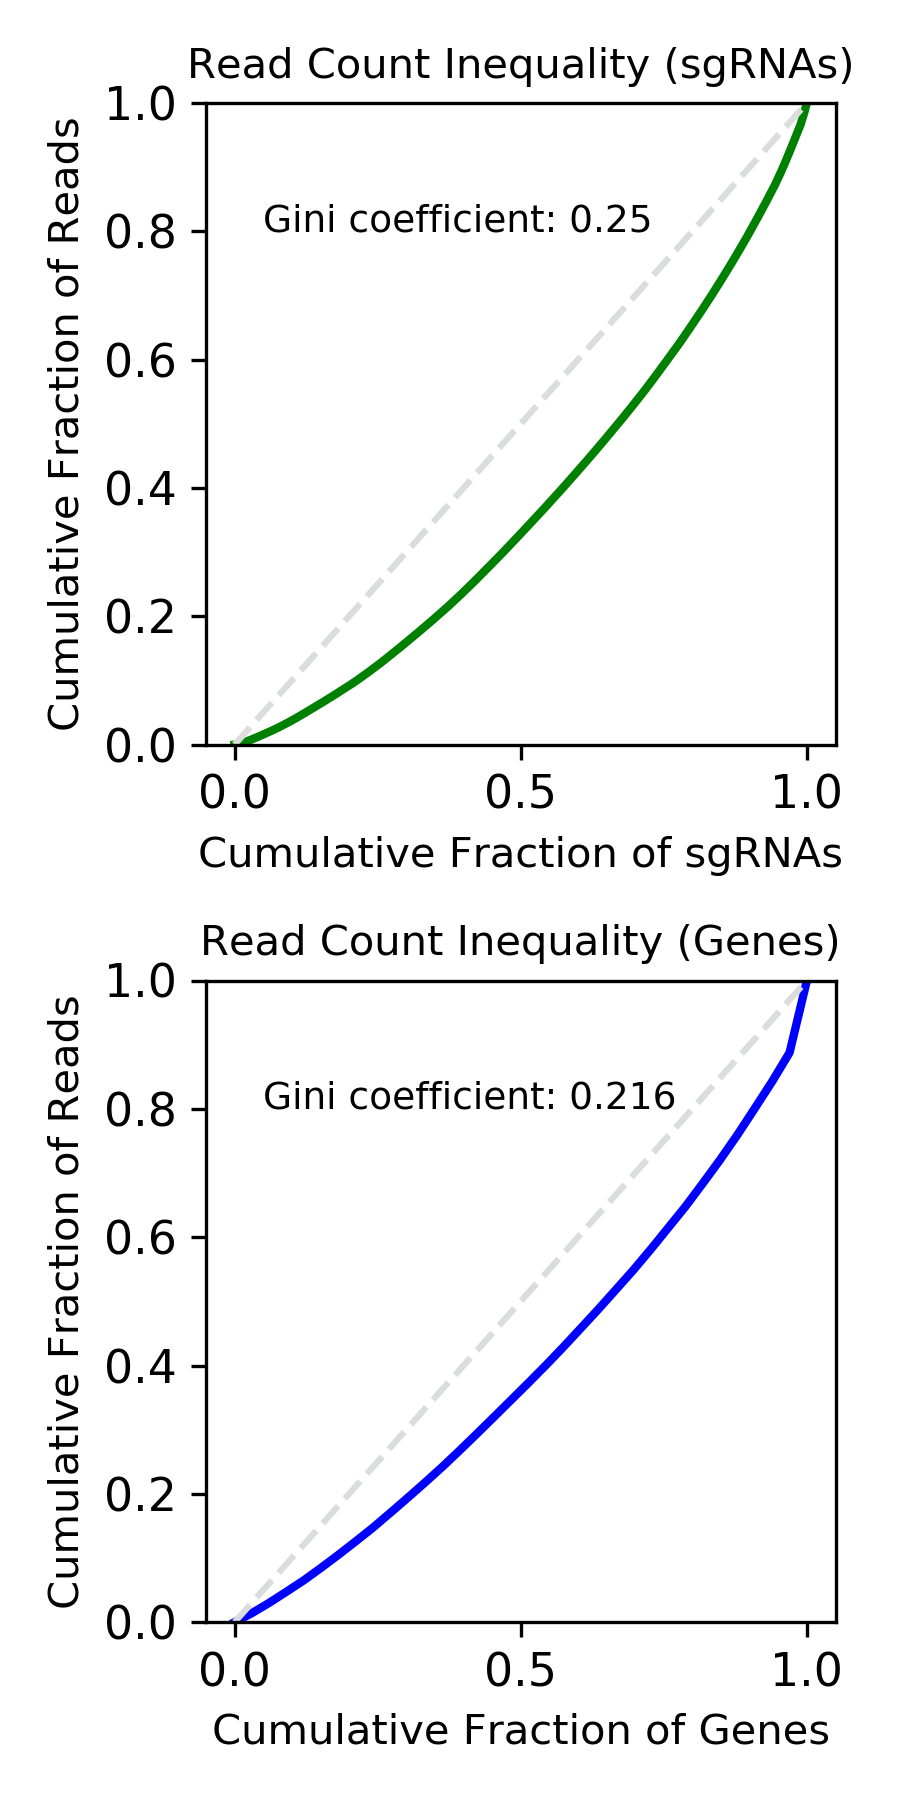 Read Count Inequality (sgRNAs)
Cumulative Fraction of Reads
1.0
0.8
0.6
0.4
0.2
0.0
Gini coefficient: 0.25
0.0 0.5 1.0
Cumulative Fraction of sgRNAs
Read Count Inequality (Genes)
Cumulative Fraction of Reads
1.0
0.8
0.6
0.4
0.2
0.0
Gini coefficient: 0.216
0.0 0.5 1.0
Cumulative Fraction of Genes